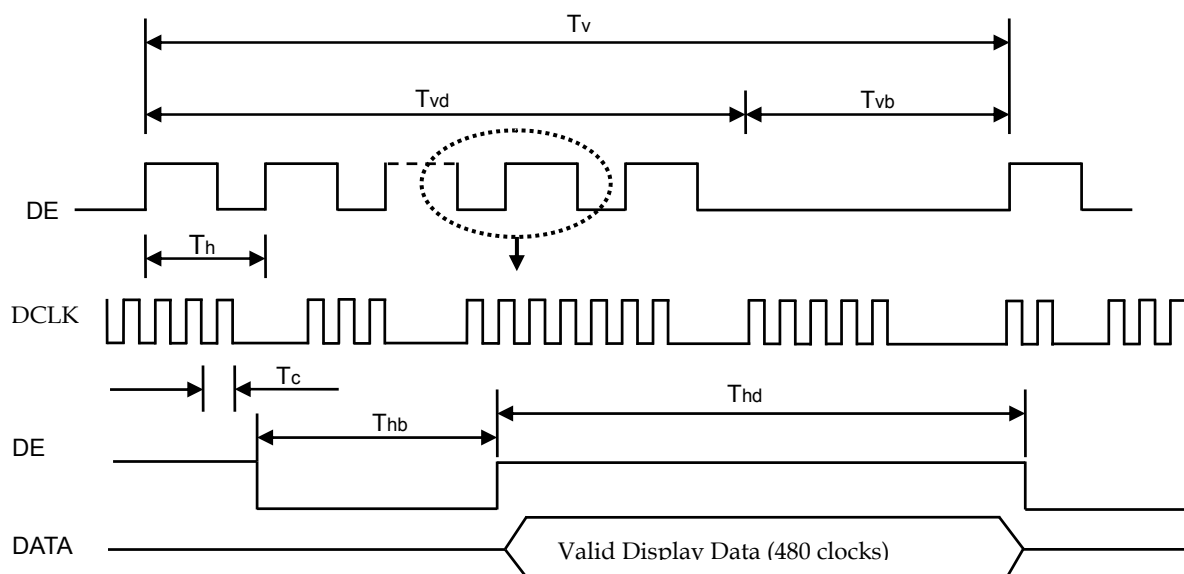 Tv
Tvd
Tvb
DE
Th
DCLK
Tc
Thd
Thb
DE
DATA
Valid Display Data (480 clocks)